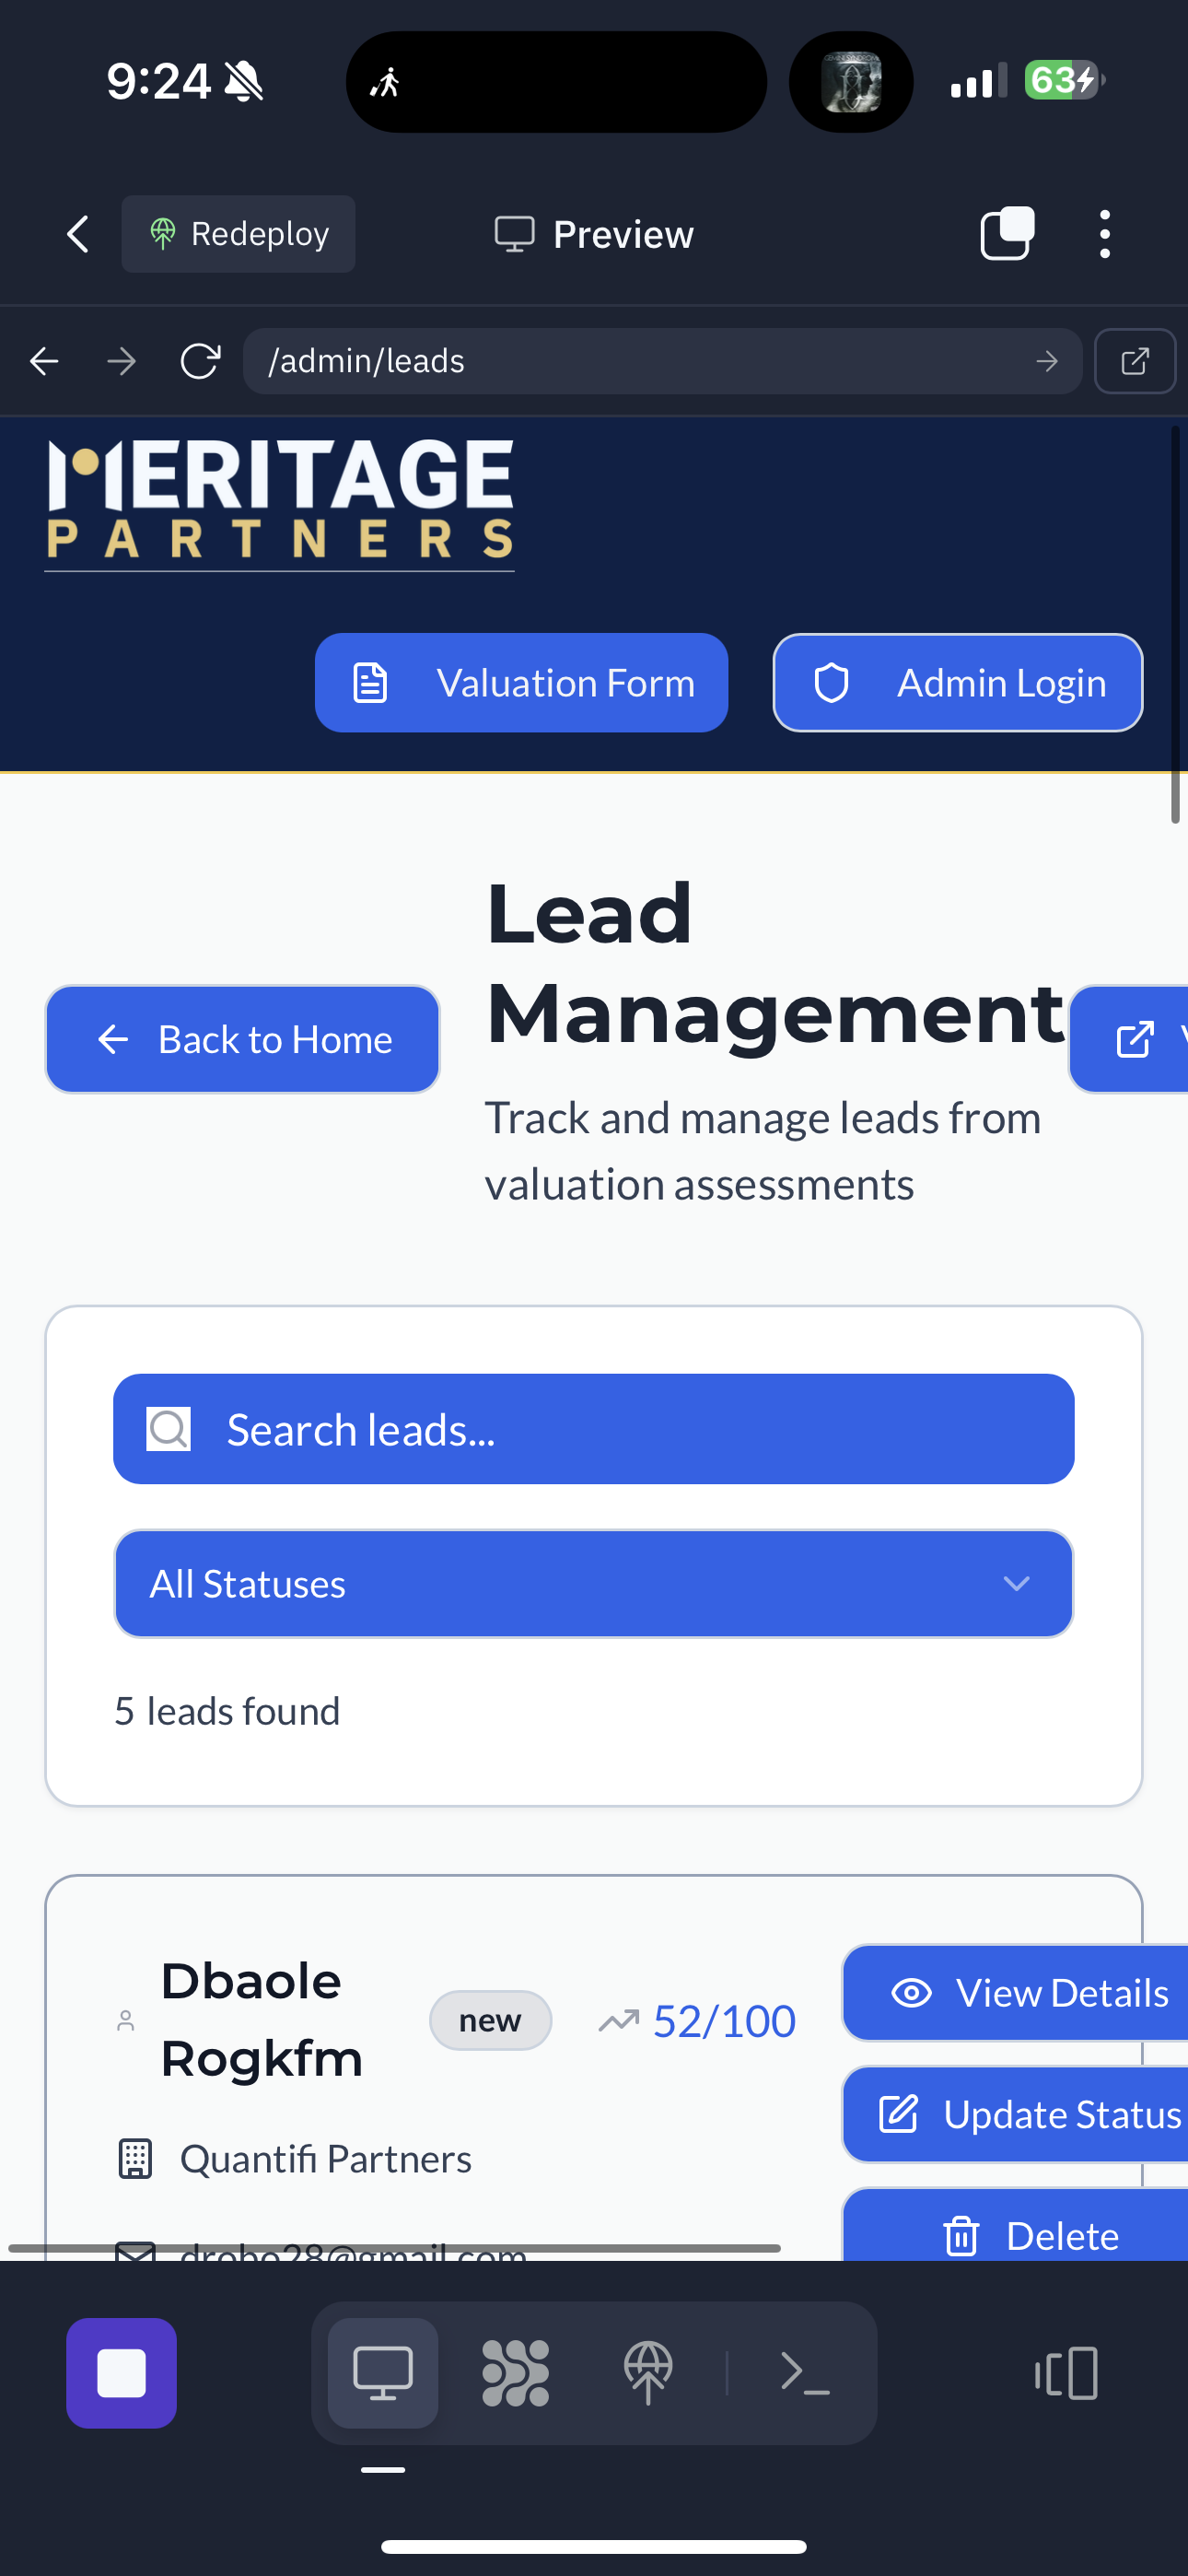 9:24
63
Redeploy
Preview
/admin/leads
MERITAGE
PARTNERS
Valuation Form
Admin Login
Lead
Management
Back to Home
Track and manage leads from
valuation assessments
Search leads...
All Statuses
5 leads found
Dbaole
Rogkfm
new
52/100
View Details
Update Status
Quantifi Partners
Delete